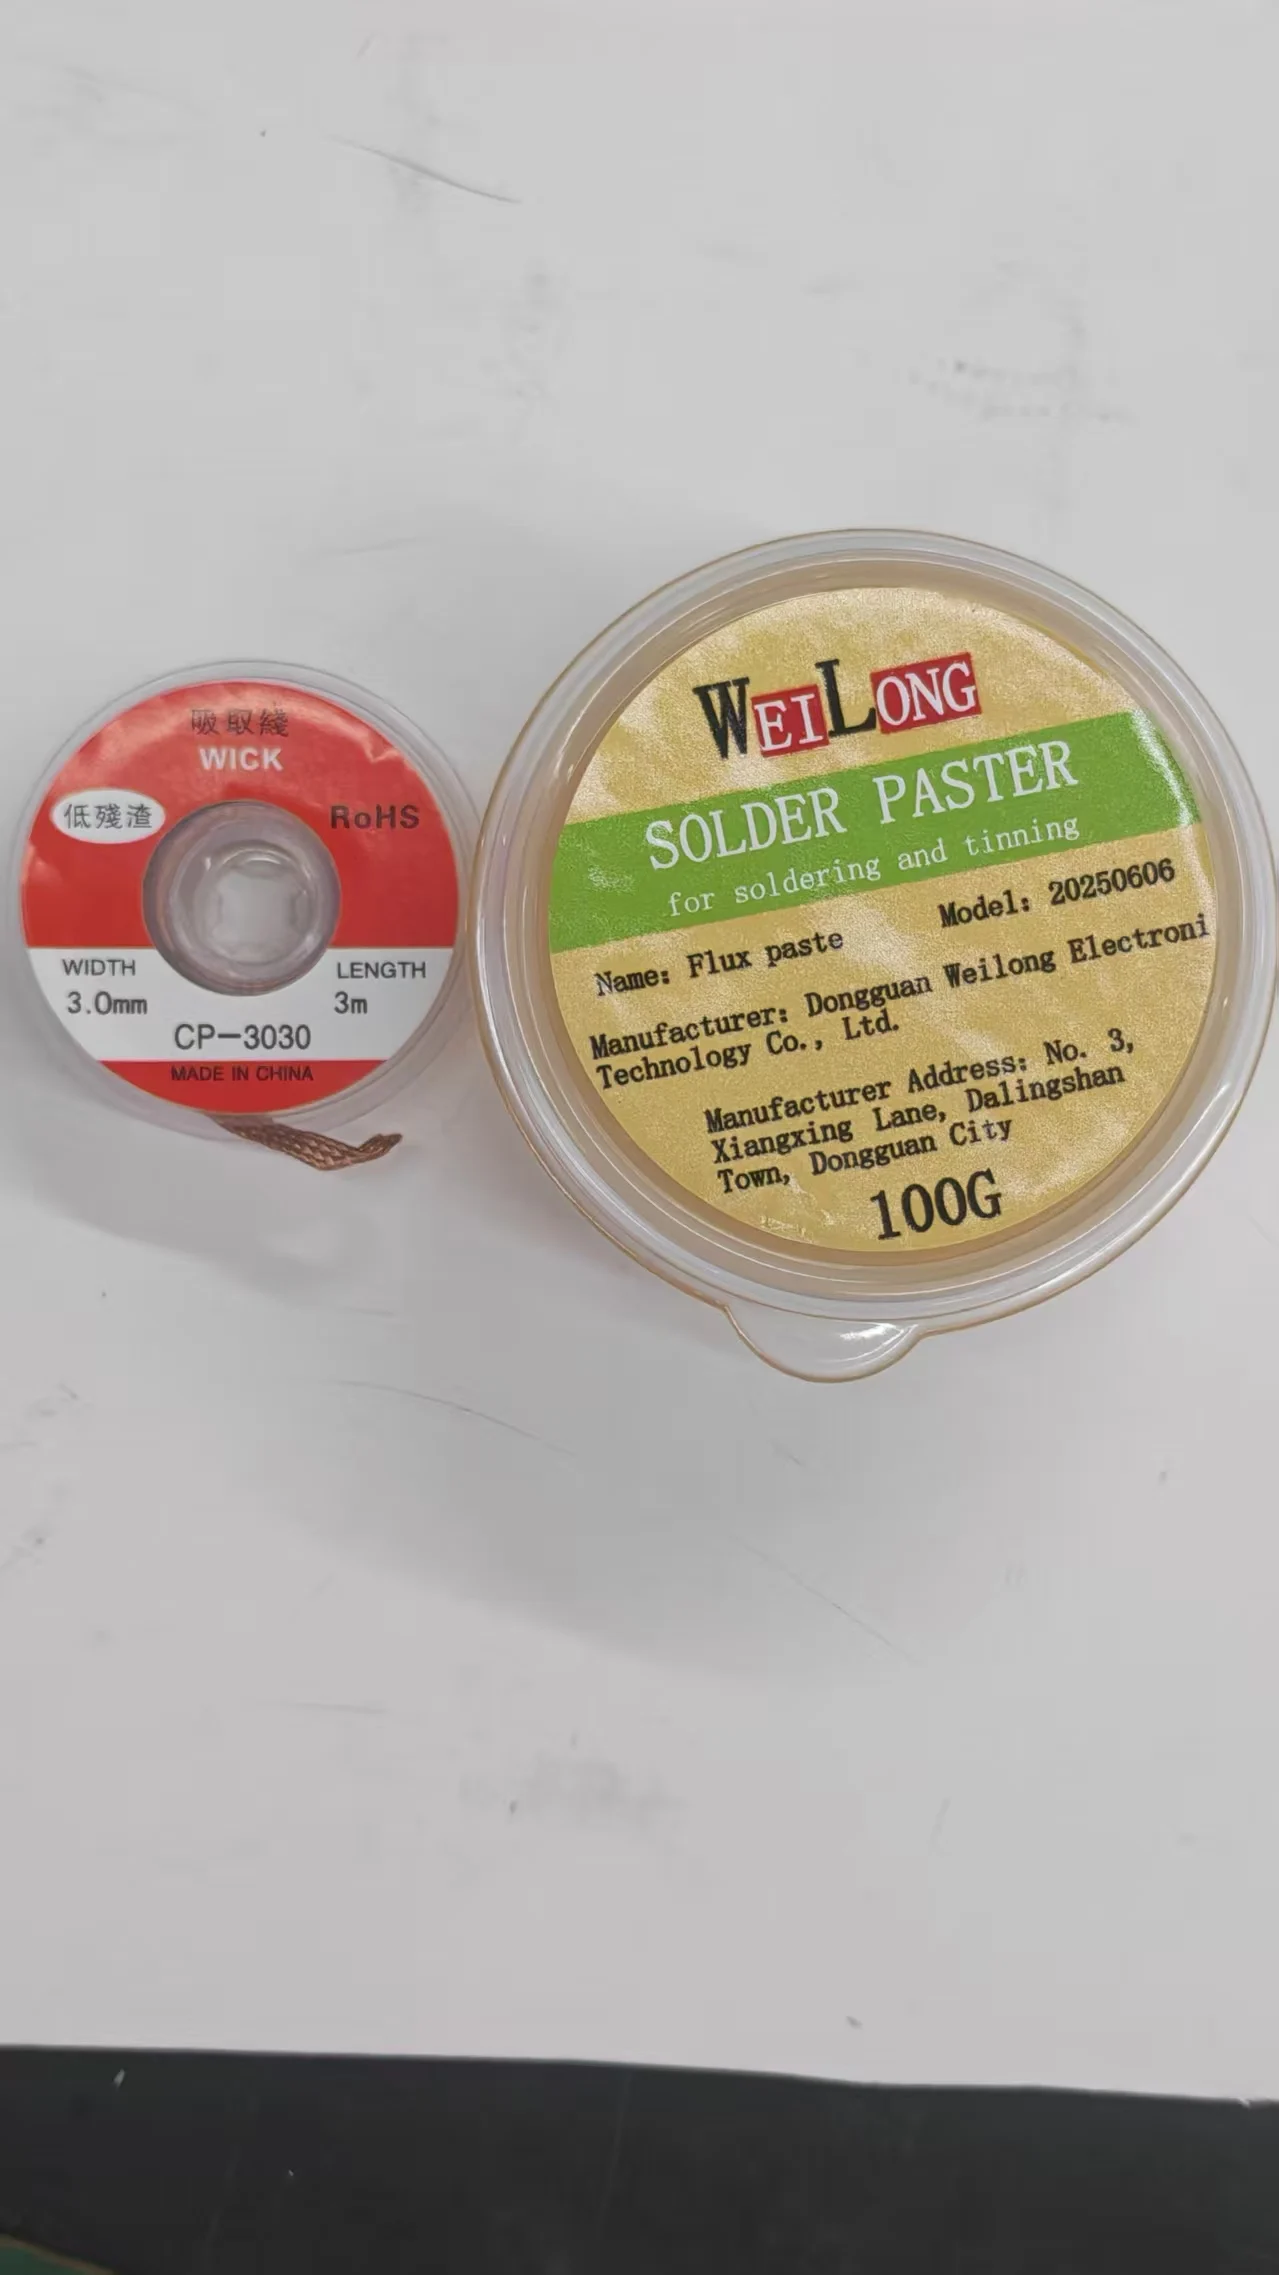 吸取綫
WICK
低殘渣
RoHS
WIDTH
3.0mm
LENGTH
3m
CP-3030
MADE IN CHINA
WEILONG
SOLDER PASTER
for soldering and tinning
Model: 20250606
Name: Flux paste
Manufacturer: Dongguan Weilong Electroni
Technology Co., Ltd.
Manufacturer Address: No. 3,
Xiangxing Lane, Dalingshan
Town, Dongguan City
100G